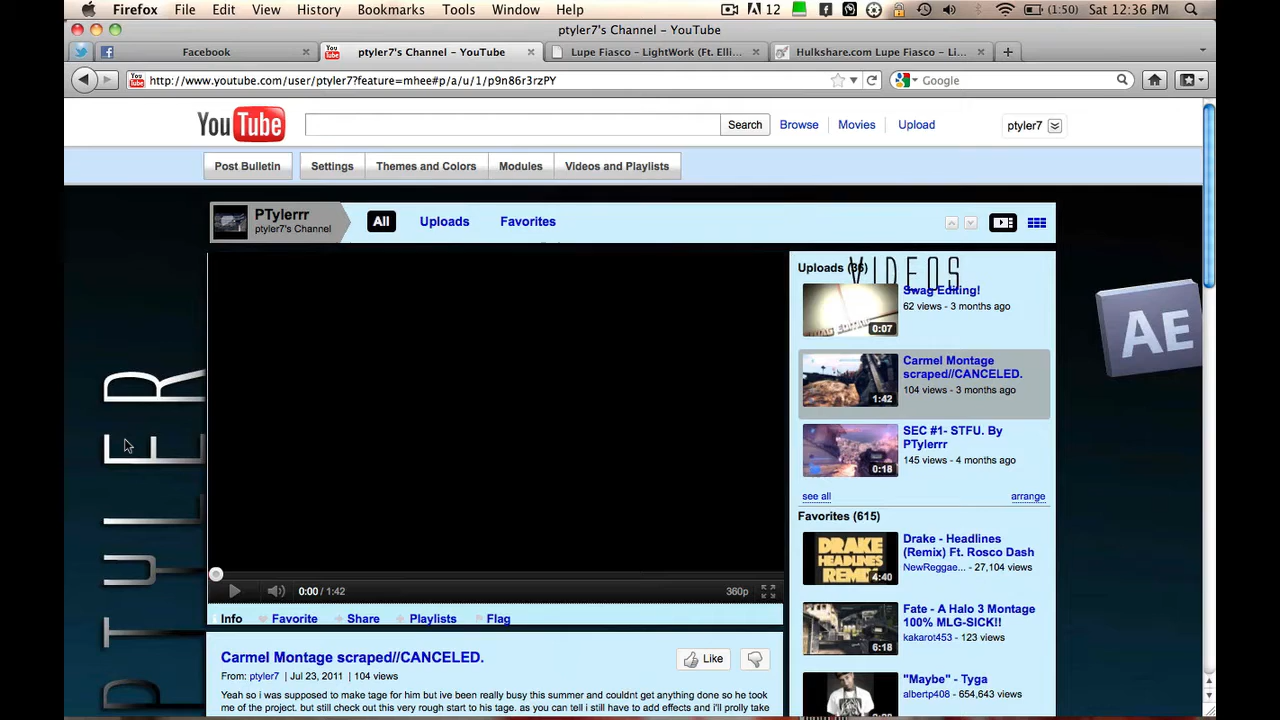 Firefox File Edit View History Bookmarks Tools Window Help 12 (1:50) Sat 12:36 PM
ptyler7's Channel – YouTube
Facebook ptyler7's Channel - YouTube Lupe Fiasco – LightWork (Ft. Elli... Hulkshare.com Lupe Fiasco – Li...
http://www.youtube.com/user/ptyler7?feature=mhee#p/a/u/1/p9n86r3rzPY Google
YouTube Search Browse Movies Upload ptyler7
Post Bulletin Settings Themes and Colors Modules Videos and Playlists
PTylerrr
ptyler7's Channel
All Uploads Favorites
VIDEOS
Uploads (36)
Swag Editing!
62 views - 3 months ago
0:07
Carmel Montage
scraped//CANCELED.
104 views - 3 months ago
1:42
SEC #1- STFU. By
PTylerrr
145 views - 4 months ago
0:18
see all arrange
Favorites (615)
Drake - Headlines
(Remix) Ft. Rosco Dash
NewReggae... - 27,104 views
DRAKE
HEADLINES
REMIX
4:40
Fate - A Halo 3 Montage
100% MLG-SICK!!
kakarot453 - 123 views
6:18
"Maybe" - Tyga
albertp408 - 654,643 views
AE
PTYLER
0:00 / 1:42 360p
Info Favorite Share Playlists Flag
Carmel Montage scraped//CANCELED.
Like
From: ptyler7 | Jul 23, 2011 | 104 views
Yeah so i was supposed to make tage for him but ive been really busy this summer and couldnt get anything done so he took
me of the project. but still check out this very rough start to his tage. as you can tell i still have to add effects and i'll prolly take